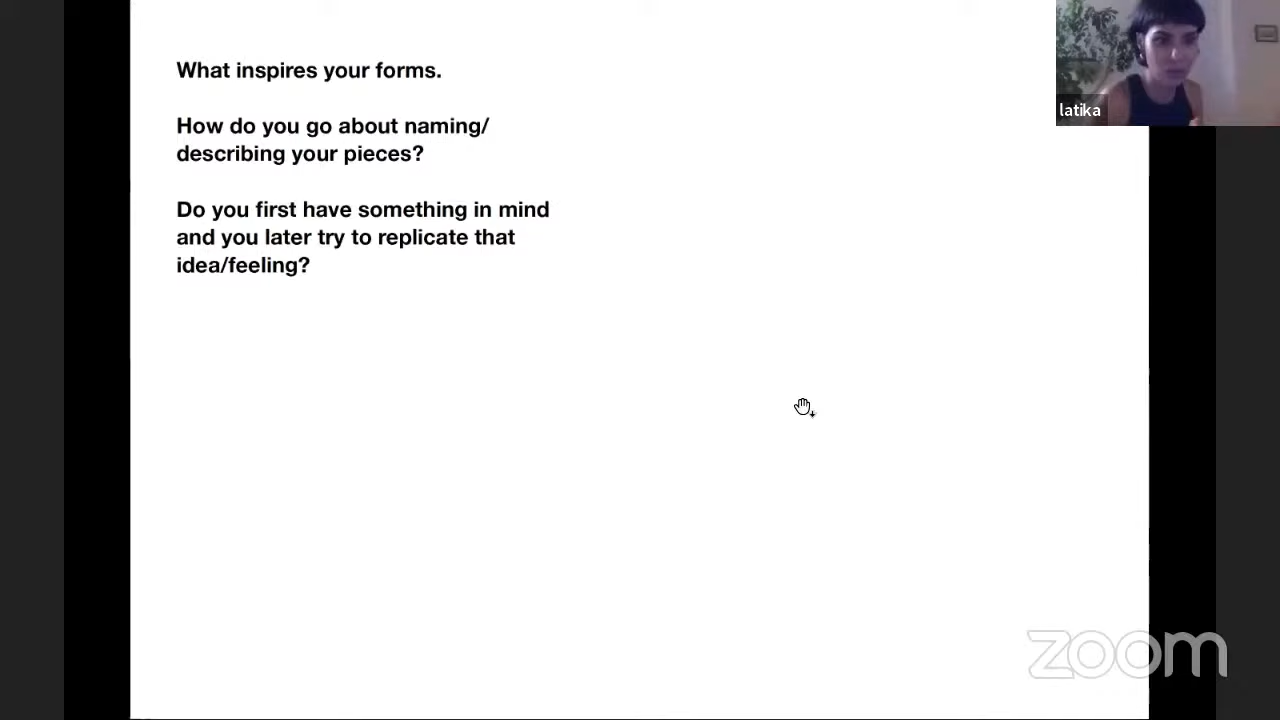 What inspires your forms.
How do you go about naming/
describing your pieces?
Do you first have something in mind
and you later try to replicate that
idea/feeling?
latika
zoom